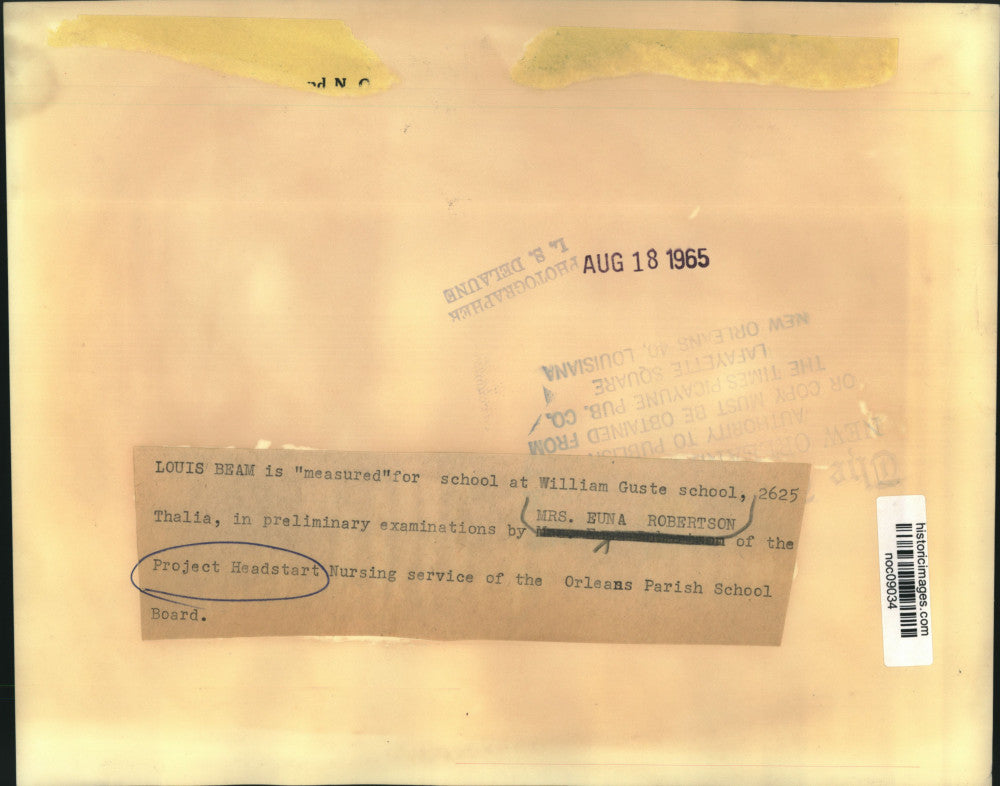 AUG 18 1965
PHOTOGRAPHER
L. S. DELAUNE
AUTHORITY TO PUBLISH
OR COPY MUST BE OBTAINED FROM
THE TIMES PICAYUNE PUB. CO.
LAFAYETTE SQUARE
NEW ORLEANS 40, LOUISIANA
LOUIS BEAM is "measured"for school at William Guste school, 2625
Thalia, in preliminary examinations by MRS. EUNA ROBERTSON of the
Project Headstart Nursing service of the Orleans Parish School
Board.
historicimages.com
noc09034